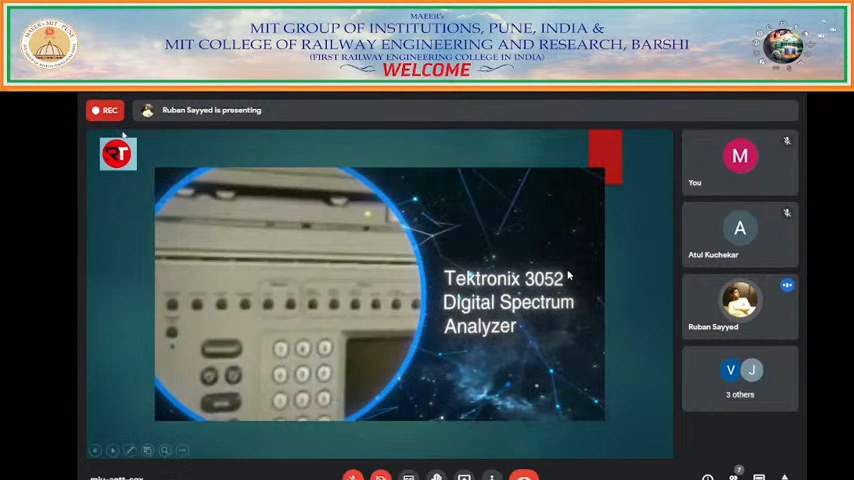 MAEER's
MIT GROUP OF INSTITUTIONS, PUNE, INDIA &
MIT COLLEGE OF RAILWAY ENGINEERING AND RESEARCH, BARSHI
(FIRST RAILWAY ENGINEERING COLLEGE IN INDIA)
WELCOME
REC
Ruban Sayyed is presenting
RT
Tektronix 3052
Digital Spectrum
Analyzer
M
You
A
Atul Kuchekar
Ruban Sayyed
V J
3 others
7